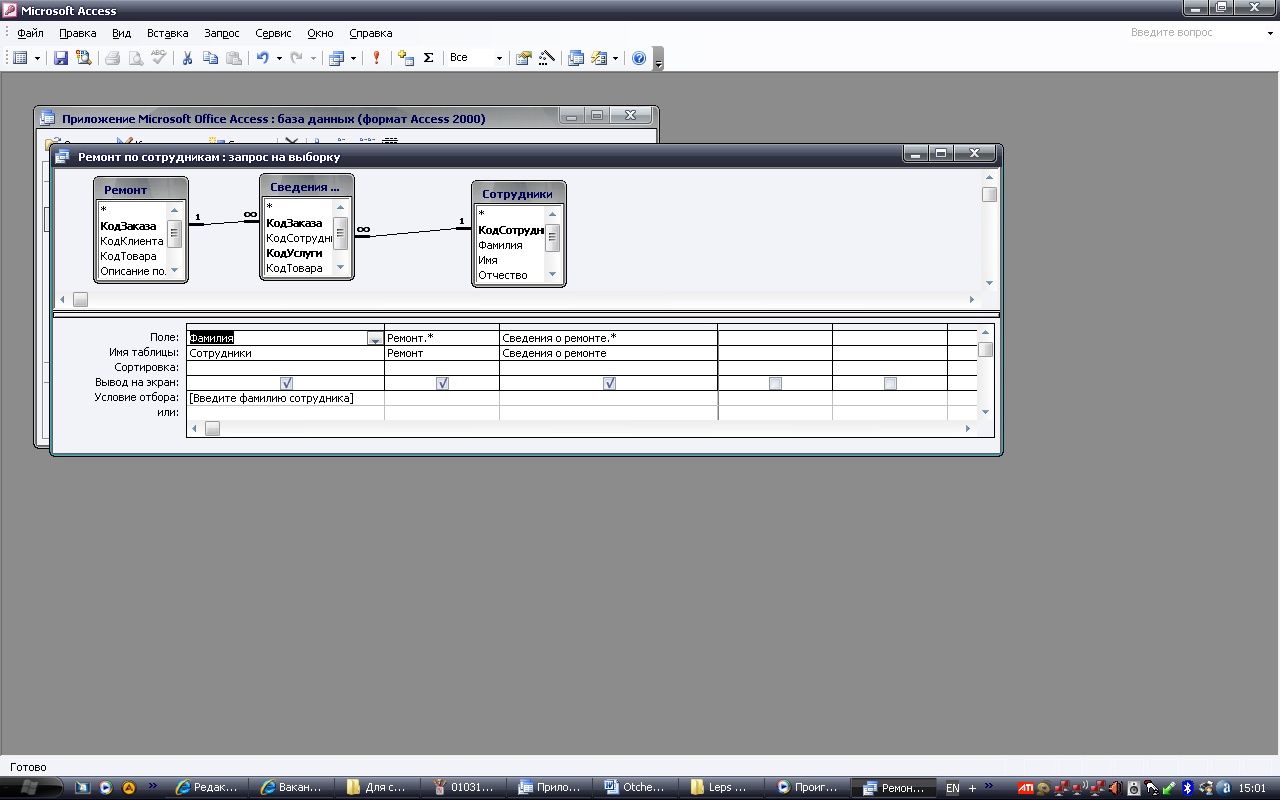 Microsoft Access
Файл Правка Вид Вставка Запрос Сервис Окно Справка Введите вопрос
Все
Приложение Microsoft Office Access : база данных (формат Access 2000)
Ремонт по сотрудникам : запрос на выборку
Ремонт
*
КодЗаказа
КодКлиента
КодТовара
Описание по.
1 ∞
Сведения ...
*
КодЗаказа
КодСотрудн
КодУслуги
КодТовара
∞ 1
Сотрудники
*
КодСотрудн
Фамилия
Имя
Отчество
Поле: Фамилия Ремонт.* Сведения о ремонте.*
Имя таблицы: Сотрудники Ремонт Сведения о ремонте
Сортировка:
Вывод на экран:
Условие отбора: [Введите фамилию сотрудника]
или:
Готово
Редак... Вакан... Для с... 01031... Прило... Otche... Leps ... Проиг... Ремон... EN ATI 15:01